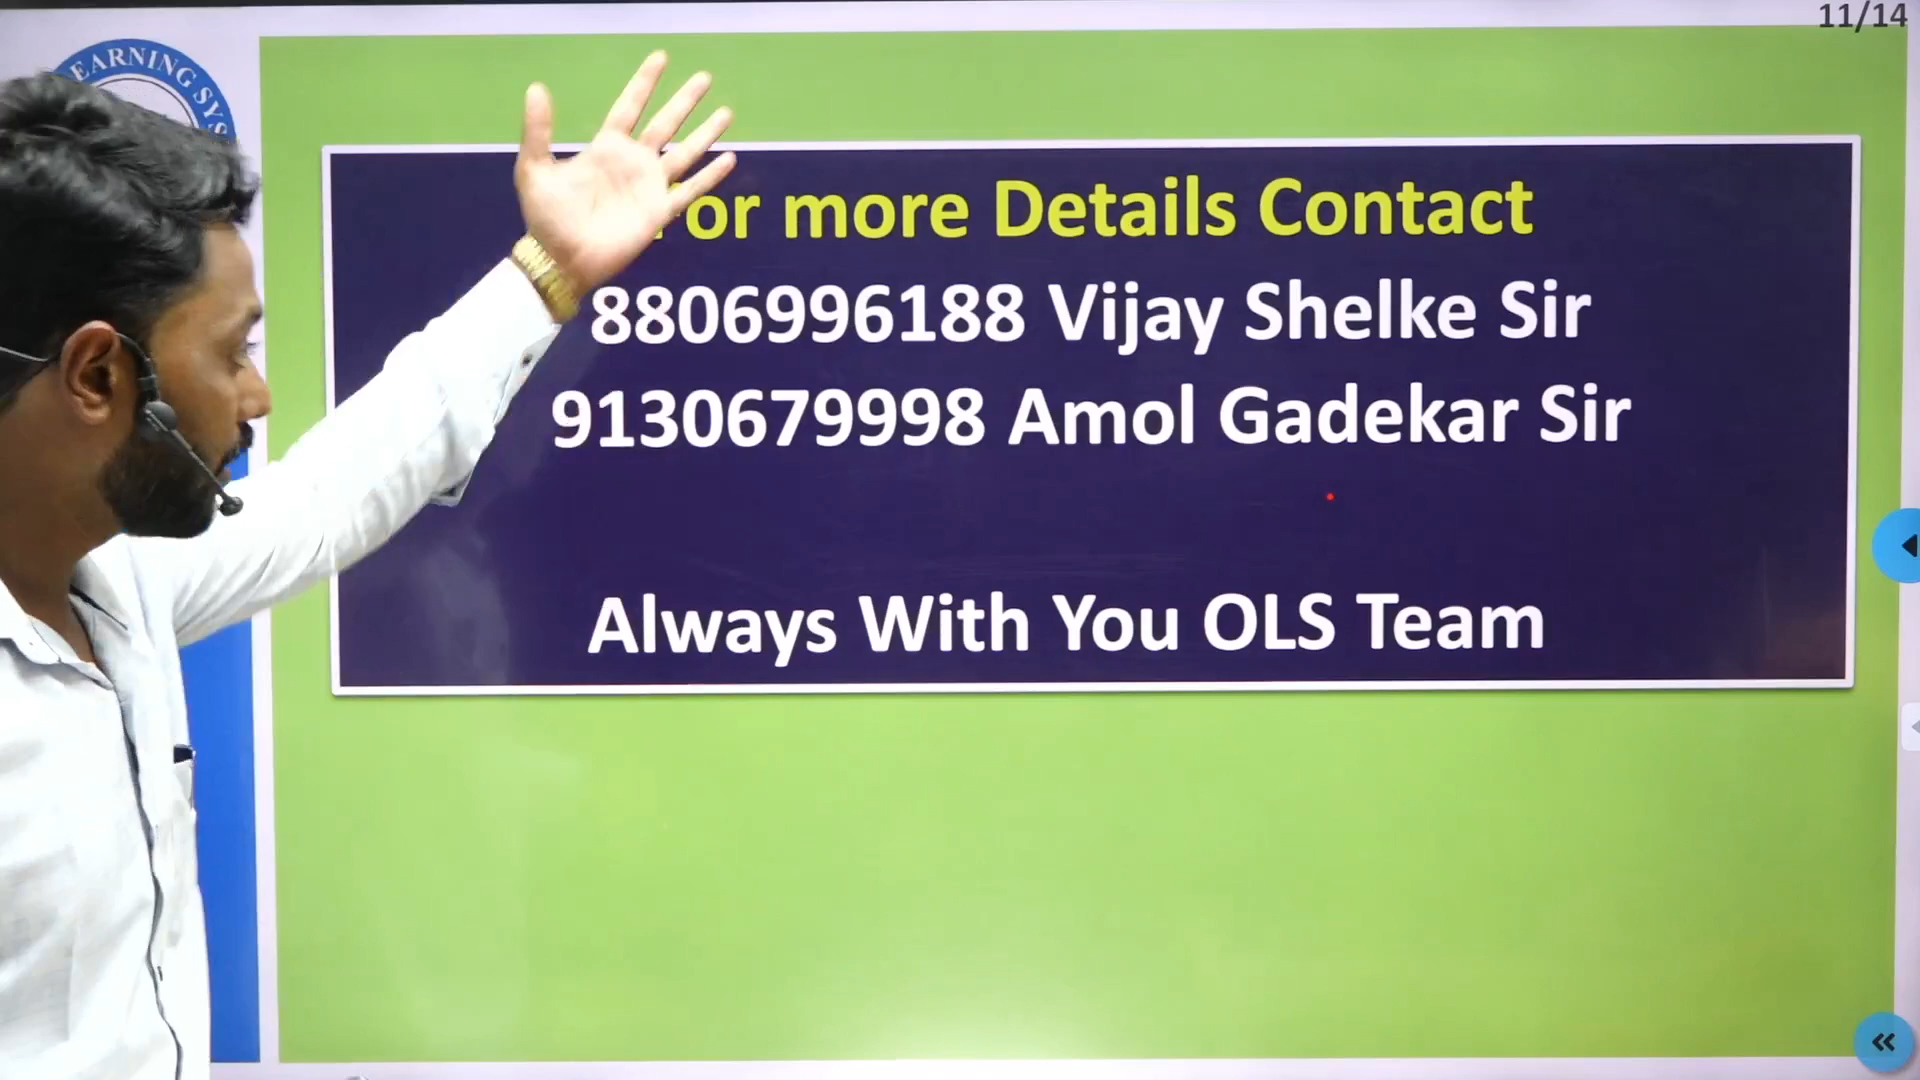 11/14
EARNING SYS
For more Details Contact
8806996188 Vijay Shelke Sir
9130679998 Amol Gadekar Sir
Always With You OLS Team